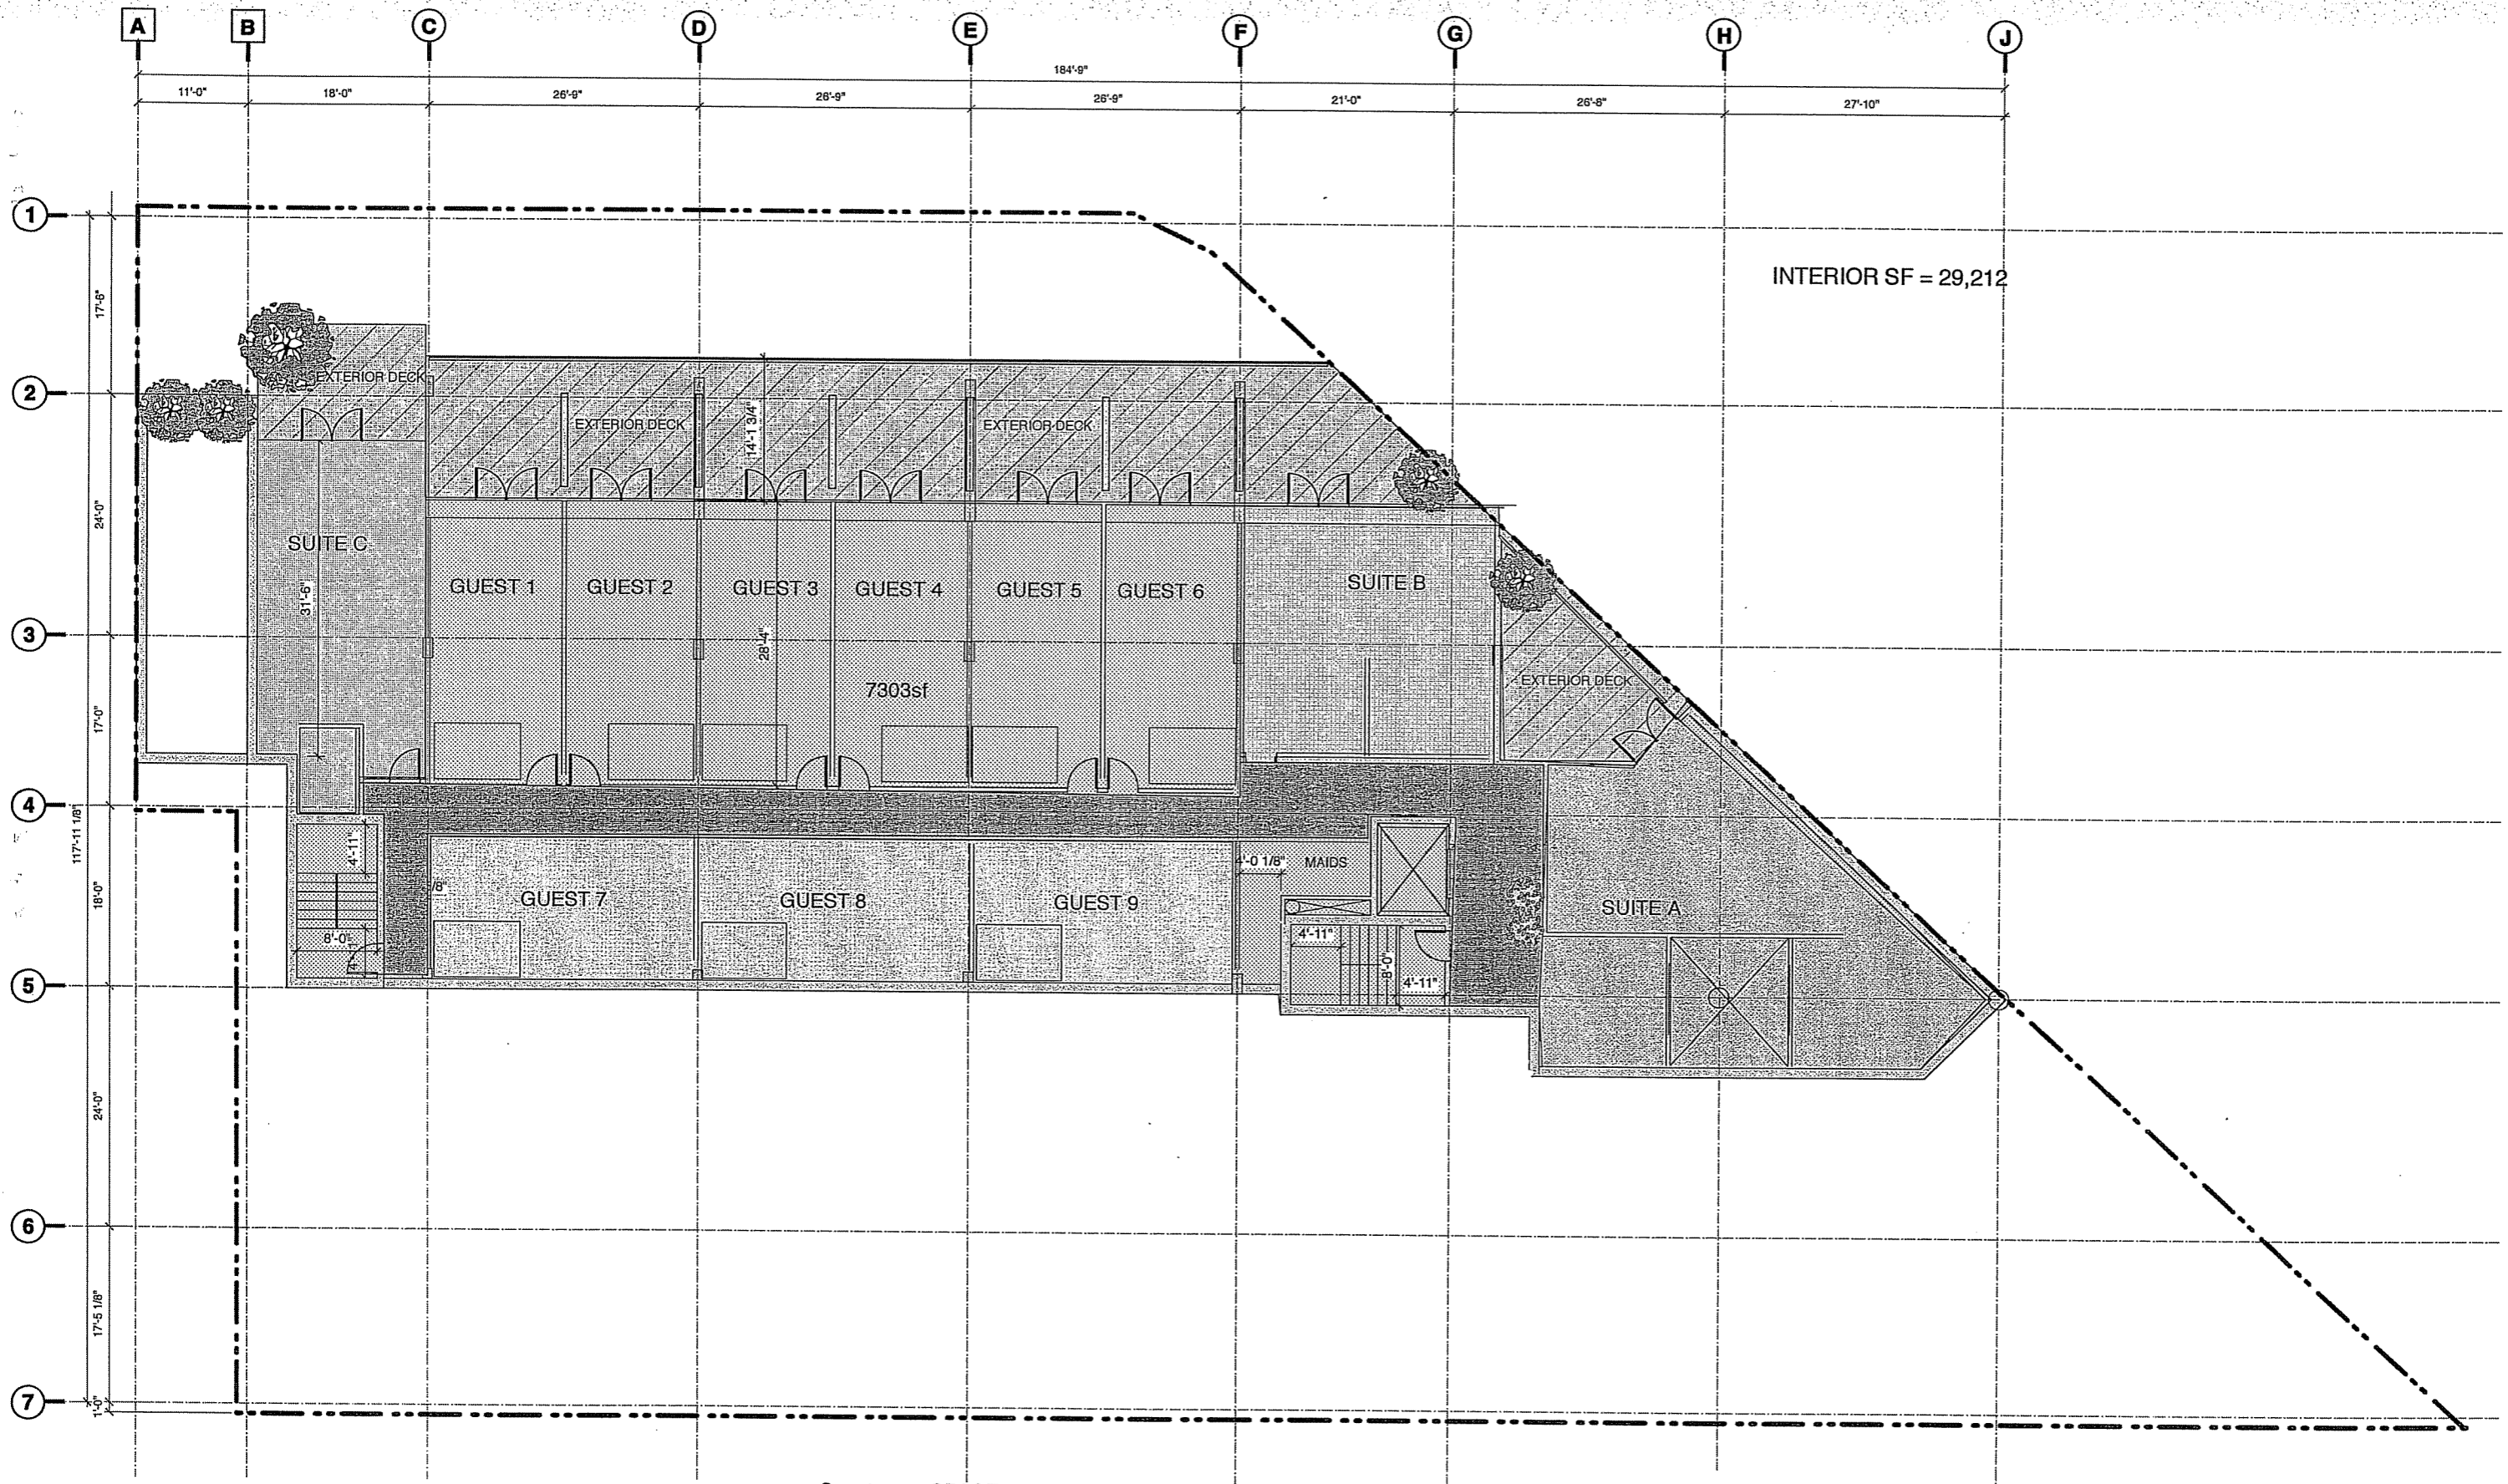 A B C D E F G H J
184'-9"
11'-0" 18'-0" 26'-9" 26'-9" 26'-9" 21'-0" 26'-8" 27'-10"
1
INTERIOR SF = 29,212
17'-6"
EXTERIOR DECK
2
14'-1 3/4"
EXTERIOR DECK
EXTERIOR DECK
24'-0"
SUITE C
31'-6"
GUEST 1
GUEST 2
GUEST 3
GUEST 4
GUEST 5
GUEST 6
SUITE B
3
28'-4"
EXTERIOR DECK
7303sf
17'-0"
4
117'-11 1/8"
4'-11"
4'-0 1/8"
MAIDS
18'-0"
/8"
GUEST 7
GUEST 8
GUEST 9
SUITE A
8'-0"
4'-11"
8'-0"
4'-11"
5
24'-0"
6
17'-5 1/8"
7
1'-0"